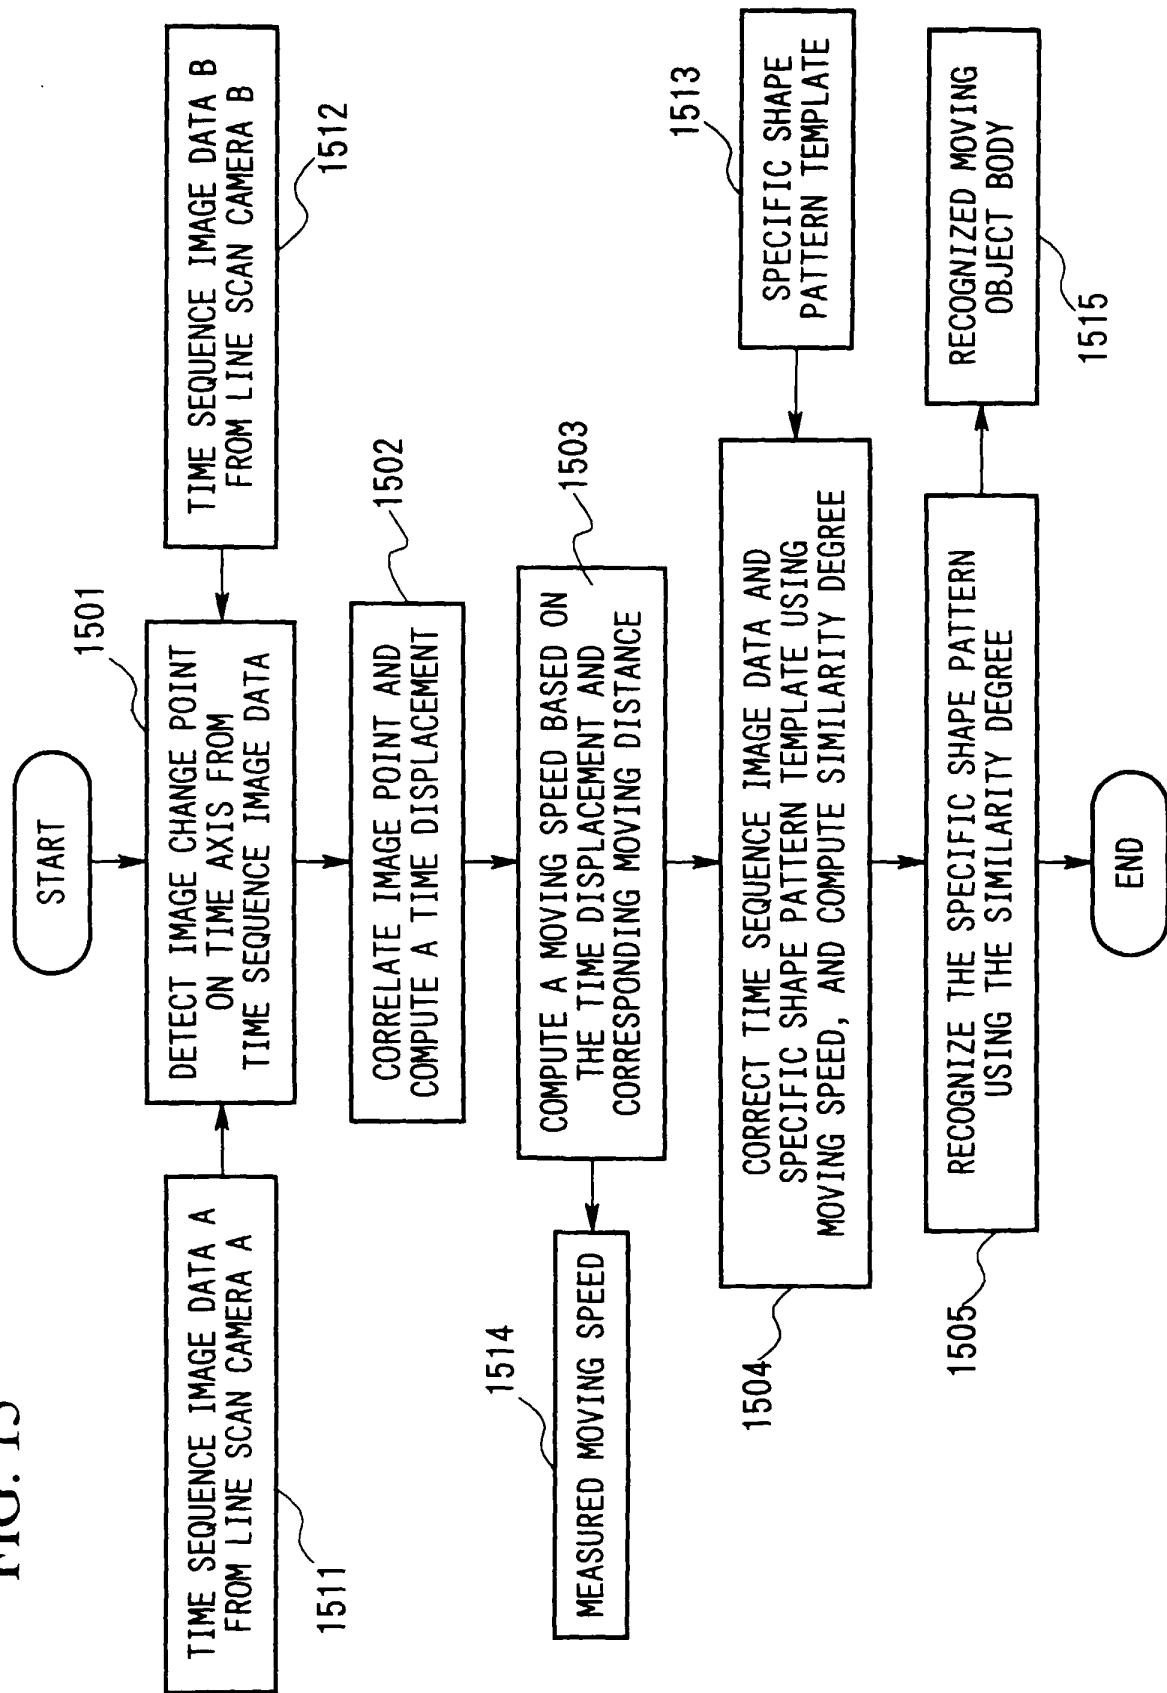 FIG. 15
START
1501
DETECT IMAGE CHANGE POINT
ON TIME AXIS FROM
TIME SEQUENCE IMAGE DATA
TIME SEQUENCE IMAGE DATA A
FROM LINE SCAN CAMERA A
1511
TIME SEQUENCE IMAGE DATA B
FROM LINE SCAN CAMERA B
1512
CORRELATE IMAGE POINT AND
COMPUTE A TIME DISPLACEMENT
1502
COMPUTE A MOVING SPEED BASED ON
THE TIME DISPLACEMENT AND
CORRESPONDING MOVING DISTANCE
1503
1514
MEASURED MOVING SPEED
CORRECT TIME SEQUENCE IMAGE DATA AND
SPECIFIC SHAPE PATTERN TEMPLATE USING
MOVING SPEED, AND COMPUTE SIMILARITY DEGREE
1504
1513
SPECIFIC SHAPE
PATTERN TEMPLATE
RECOGNIZE THE SPECIFIC SHAPE PATTERN
USING THE SIMILARITY DEGREE
1505
RECOGNIZED MOVING
OBJECT BODY
1515
END